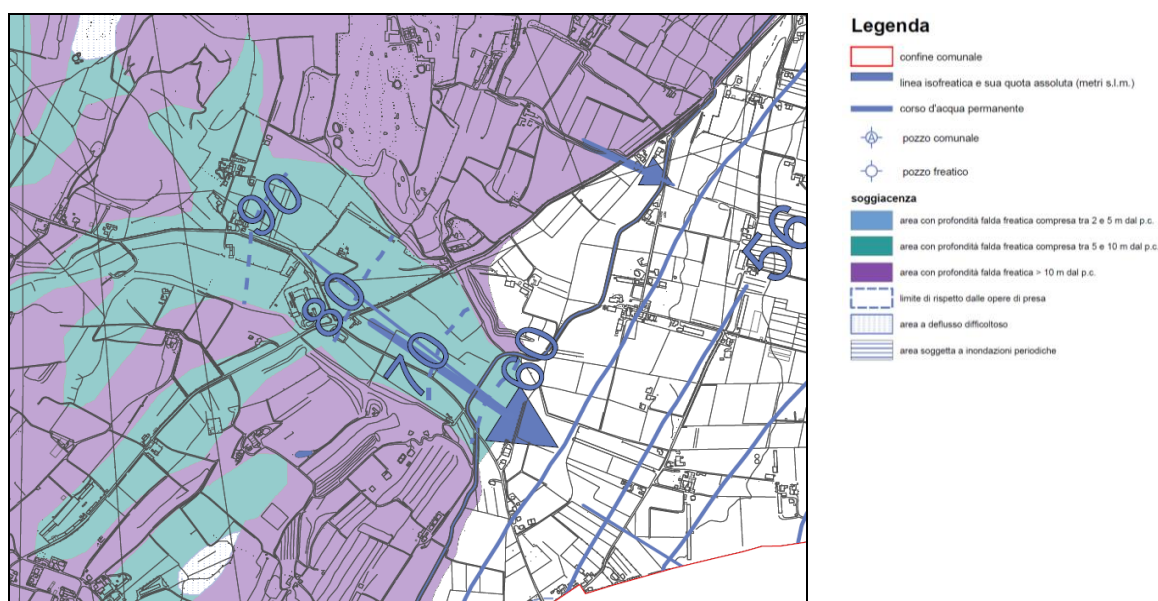 90
80
70
60
56
Legenda
confine comunale
linea isofreatica e sua quota assoluta (metri s.l.m.)
corso d'acqua permanente
A pozzo comunale
pozzo freatico
soggiacenza
area con profondità falda freatica compresa tra 2 e 5 m dal p.c.
area con profondità falda freatica compresa tra 5 e 10 m dal p.c
area con profondità falda freatica > 10 m dal p.c.
limite di rispetto dalle opere di presa
area a deflusso difficoltoso
area soggetta a inondazioni periodiche